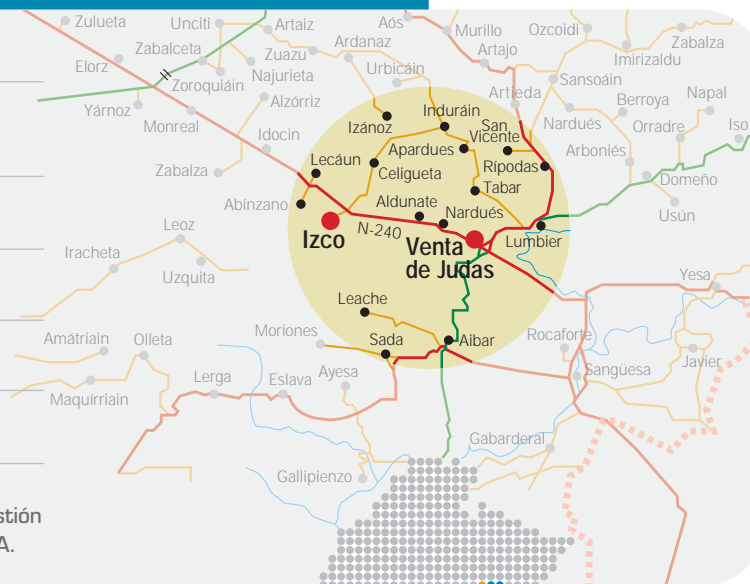 Zulueta
Unciti
Artaiz
Aós
Murillo
Ozcoidi
Zabalza
Zabalceta
Zuazu
Ardanaz
Artajo
Imirizaldu
Elorz
Zoroquiáin
Najurieta
Urbicáin
Sansoáin
Yárnoz
Alzórriz
Artieda
Berroya
Napal
Monreal
Induráin
San
Vicente
Nardués
Orradre
Iso
Izánoz
Idocin
Apardues
Arboniés
Lecáun
Celigueta
Rípodas
Zabalza
Tabar
Domeño
Abínzano
Aldunate
Nardués
Usún
Leoz
Izco
N-240
Venta
de Judas
Lumbier
Iracheta
Uzquita
Yesa
Leache
Moriones
Sada
Aibar
Rocaforte
Amátriain
Olleta
Javier
Lerga
Eslava
Ayesa
Sangüesa
Maquírriain
Gabarderal
Gallipienzo
stión
A.